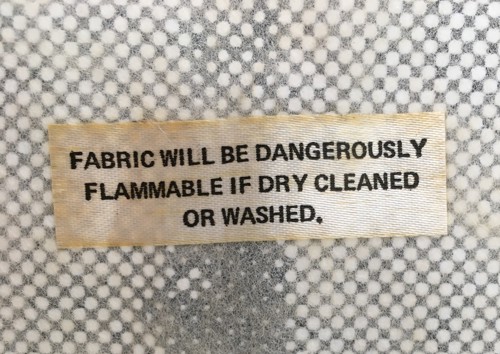 FABRIC WILL BE DANGEROUSLY
FLAMMABLE IF DRY CLEANED
OR WASHED.